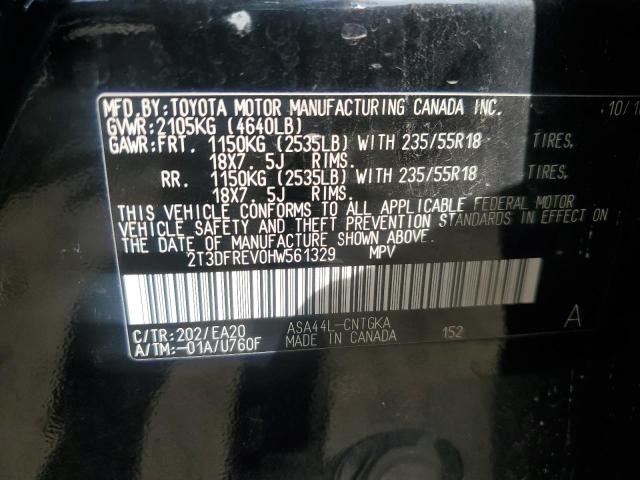 MFD.BY:TOYOTA MOTOR MANUFACTURING CANADA INC. 10/1
GVWR:2105KG (4640LB)
GAWR:FRT. 1150KG (2535LB) WITH 235/55R18 TIRES,
18X7.5J RIMS.
RR. 1150KG (2535LB) WITH 235/55R18 TIRES,
18X7.5J RIMS.
THIS VEHICLE CONFORMS TO ALL APPLICABLE FEDERAL MOTOR
VEHICLE SAFETY AND THEFT PREVENTION STANDARDS IN EFFECT ON
THE DATE OF MANUFACTURE SHOWN ABOVE.
2T3DFREV0HW561329 MPV
C/TR:202/EA20 ASA44L-CNTGKA A
A/TM:-01A/U760F MADE IN CANADA 152